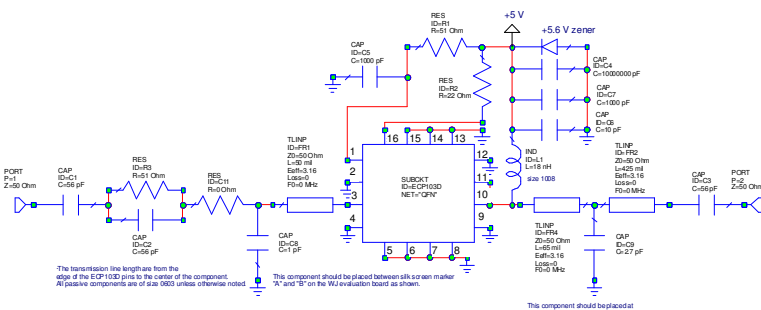 RES
ID=R1
R=51 Ohm
+5 V
+5.6 V zener
CAP
ID=C5
C=1000 pF
CAP
ID=C4
C=10000000 pF
RES
ID=R2
R=22 Ohm
CAP
ID=C7
C=1000 pF
CAP
ID=C6
C=10 pF
16
15
14
13
TLINP
ID=FR1
Z0=50 Ohm
L=50 mil
Eeff=3.16
Loss=0
F0=0 MHz
1
2
3
4
SUBCKT
ID=ECP103D
NET="QFN"
12
11
10
9
5
6
7
8
IND
ID=L1
L=18 nH
size 1008
TLINP
ID=FR2
Z0=50 Ohm
L=425 mil
Eeff=3.16
Loss=0
F0=0 MHz
PORT
P=1
Z=50 Ohm
CAP
ID=C1
C=56 pF
RES
ID=R3
R=51 Ohm
RES
ID=C11
R=0 Ohm
CAP
ID=C3
C=56 pF
PORT
P=2
Z=50 Ohm
CAP
ID=C2
C=56 pF
CAP
ID=C8
C=1 pF
TLINP
ID=FR4
Z0=50 Ohm
L=65 mil
Eeff=3.16
Loss=0
F0=0 MHz
CAP
ID=C9
C=2.7 pF
-The transmission line length are from the
edge of the ECP103D pins to the center of the component.
All passive components are of size 0603 unless otherwise noted.
This component should be placed between silk screen marker
"A" and "B" on the WJ evaluation board as shown.
This component should be placed at